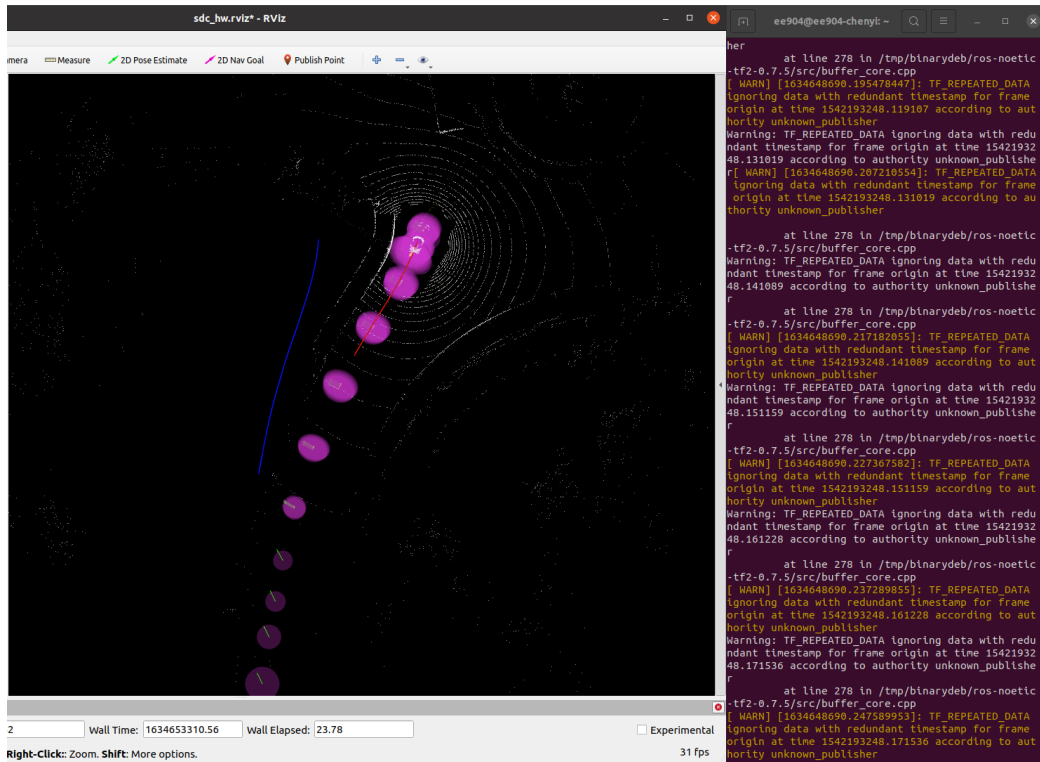 sdc_hw.rviz* - RViz
amera
Measure
2D Pose Estimate
2D Nav Goal
Publish Point
2
Wall Time:
1634653310.56
Wall Elapsed:
23.78
Experimental
Right-Click:: Zoom. Shift: More options.
31 fps
ee904@ee904-chenyi: ~
her
at line 278 in /tmp/binarydeb/ros-noetic
-tf2-0.7.5/src/buffer_core.cpp
[ WARN] [1634648690.195478447]: TF_REPEATED_DATA
ignoring data with redundant timestamp for frame
origin at time 1542193248.119107 according to aut
hority unknown_publisher
Warning: TF_REPEATED_DATA ignoring data with redu
ndant timestamp for frame origin at time 15421932
48.131019 according to authority unknown_publishe
r[ WARN] [1634648690.207210554]: TF_REPEATED_DATA
ignoring data with redundant timestamp for frame
origin at time 1542193248.131019 according to au
thority unknown_publisher
at line 278 in /tmp/binarydeb/ros-noetic
-tf2-0.7.5/src/buffer_core.cpp
Warning: TF_REPEATED_DATA ignoring data with redu
ndant timestamp for frame origin at time 15421932
48.141089 according to authority unknown_publishe
r
at line 278 in /tmp/binarydeb/ros-noetic
-tf2-0.7.5/src/buffer_core.cpp
[ WARN] [1634648690.217182055]: TF_REPEATED_DATA
ignoring data with redundant timestamp for frame
origin at time 1542193248.141089 according to aut
hority unknown_publisher
Warning: TF_REPEATED_DATA ignoring data with redu
ndant timestamp for frame origin at time 15421932
48.151159 according to authority unknown_publishe
r
at line 278 in /tmp/binarydeb/ros-noetic
-tf2-0.7.5/src/buffer_core.cpp
[ WARN] [1634648690.227367582]: TF_REPEATED_DATA
ignoring data with redundant timestamp for frame
origin at time 1542193248.151159 according to aut
hority unknown_publisher
Warning: TF_REPEATED_DATA ignoring data with redu
ndant timestamp for frame origin at time 15421932
48.161228 according to authority unknown_publishe
r
at line 278 in /tmp/binarydeb/ros-noetic
-tf2-0.7.5/src/buffer_core.cpp
[ WARN] [1634648690.237289855]: TF_REPEATED_DATA
ignoring data with redundant timestamp for frame
origin at time 1542193248.161228 according to aut
hority unknown_publisher
Warning: TF_REPEATED_DATA ignoring data with redu
ndant timestamp for frame origin at time 15421932
48.171536 according to authority unknown_publishe
r
at line 278 in /tmp/binarydeb/ros-noetic
-tf2-0.7.5/src/buffer_core.cpp
[ WARN] [1634648690.247589953]: TF_REPEATED_DATA
ignoring data with redundant timestamp for frame
origin at time 1542193248.171536 according to aut
hority unknown_publisher